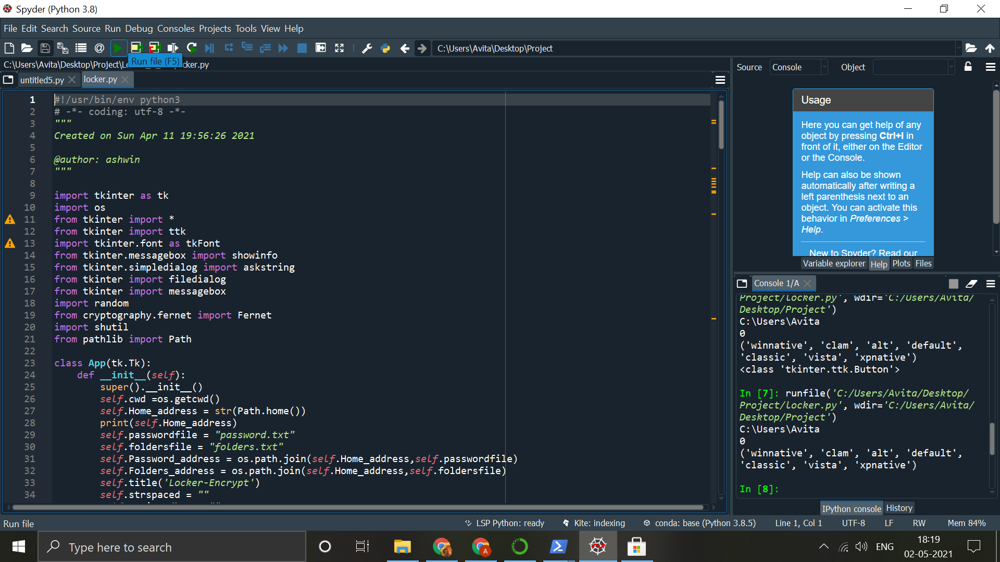 Spyder (Python 3.8)
File Edit Search Source Run Debug Consoles Projects Tools View Help
C:\Users\Avita\Desktop\Project
Run file (F5)
C:\Users\Avita\Desktop\Project\
cker.py
untitled5.py
locker.py
1 #!/usr/bin/env python3
2 # -*- coding: utf-8 -*-
3 """
4 Created on Sun Apr 11 19:56:26 2021
5
6 @author: ashwin
7 """
8
9 import tkinter as tk
10 import os
11 from tkinter import *
12 from tkinter import ttk
13 import tkinter.font as tkFont
14 from tkinter.messagebox import showinfo
15 from tkinter.simpledialog import askstring
16 from tkinter import filedialog
17 from tkinter import messagebox
18 import random
19 from cryptography.fernet import Fernet
20 import shutil
21 from pathlib import Path
22
23 class App(tk.Tk):
24 def __init__(self):
25 super().__init__()
26 self.cwd =os.getcwd()
27 self.Home_address = str(Path.home())
28 print(self.Home_address)
29 self.passwordfile = "password.txt"
30 self.foldersfile = "folders.txt"
31 self.Password_address = os.path.join(self.Home_address,self.passwordfile)
32 self.Folders_address = os.path.join(self.Home_address,self.foldersfile)
33 self.title('Locker-Encrypt')
34 self.strspaced = ""
Source Console Object
Usage
Here you can get help of any
object by pressing Ctrl+I in
front of it, either on the Editor
or the Console.
Help can also be shown
automatically after writing a
left parenthesis next to an
object. You can activate this
behavior in Preferences >
Help.
New to Spyder? Read our
Variable explorer Help Plots Files
Console 1/A
Project/locker.py', wdir='C:/Users/Avita/
Desktop/Project')
C:\Users\Avita
0
('winnative', 'clam', 'alt', 'default',
'classic', 'vista', 'xpnative')
<class 'tkinter.ttk.Button'>
In [7]: runfile('C:/Users/Avita/Desktop/
Project/locker.py', wdir='C:/Users/Avita/
Desktop/Project')
C:\Users\Avita
0
('winnative', 'clam', 'alt', 'default',
'classic', 'vista', 'xpnative')
In [8]:
IPython console History
Run file
LSP Python: ready Kite: indexing conda: base (Python 3.8.5) Line 1, Col 1 UTF-8 LF RW Mem 84%
Type here to search
A
ENG
18:19
02-05-2021